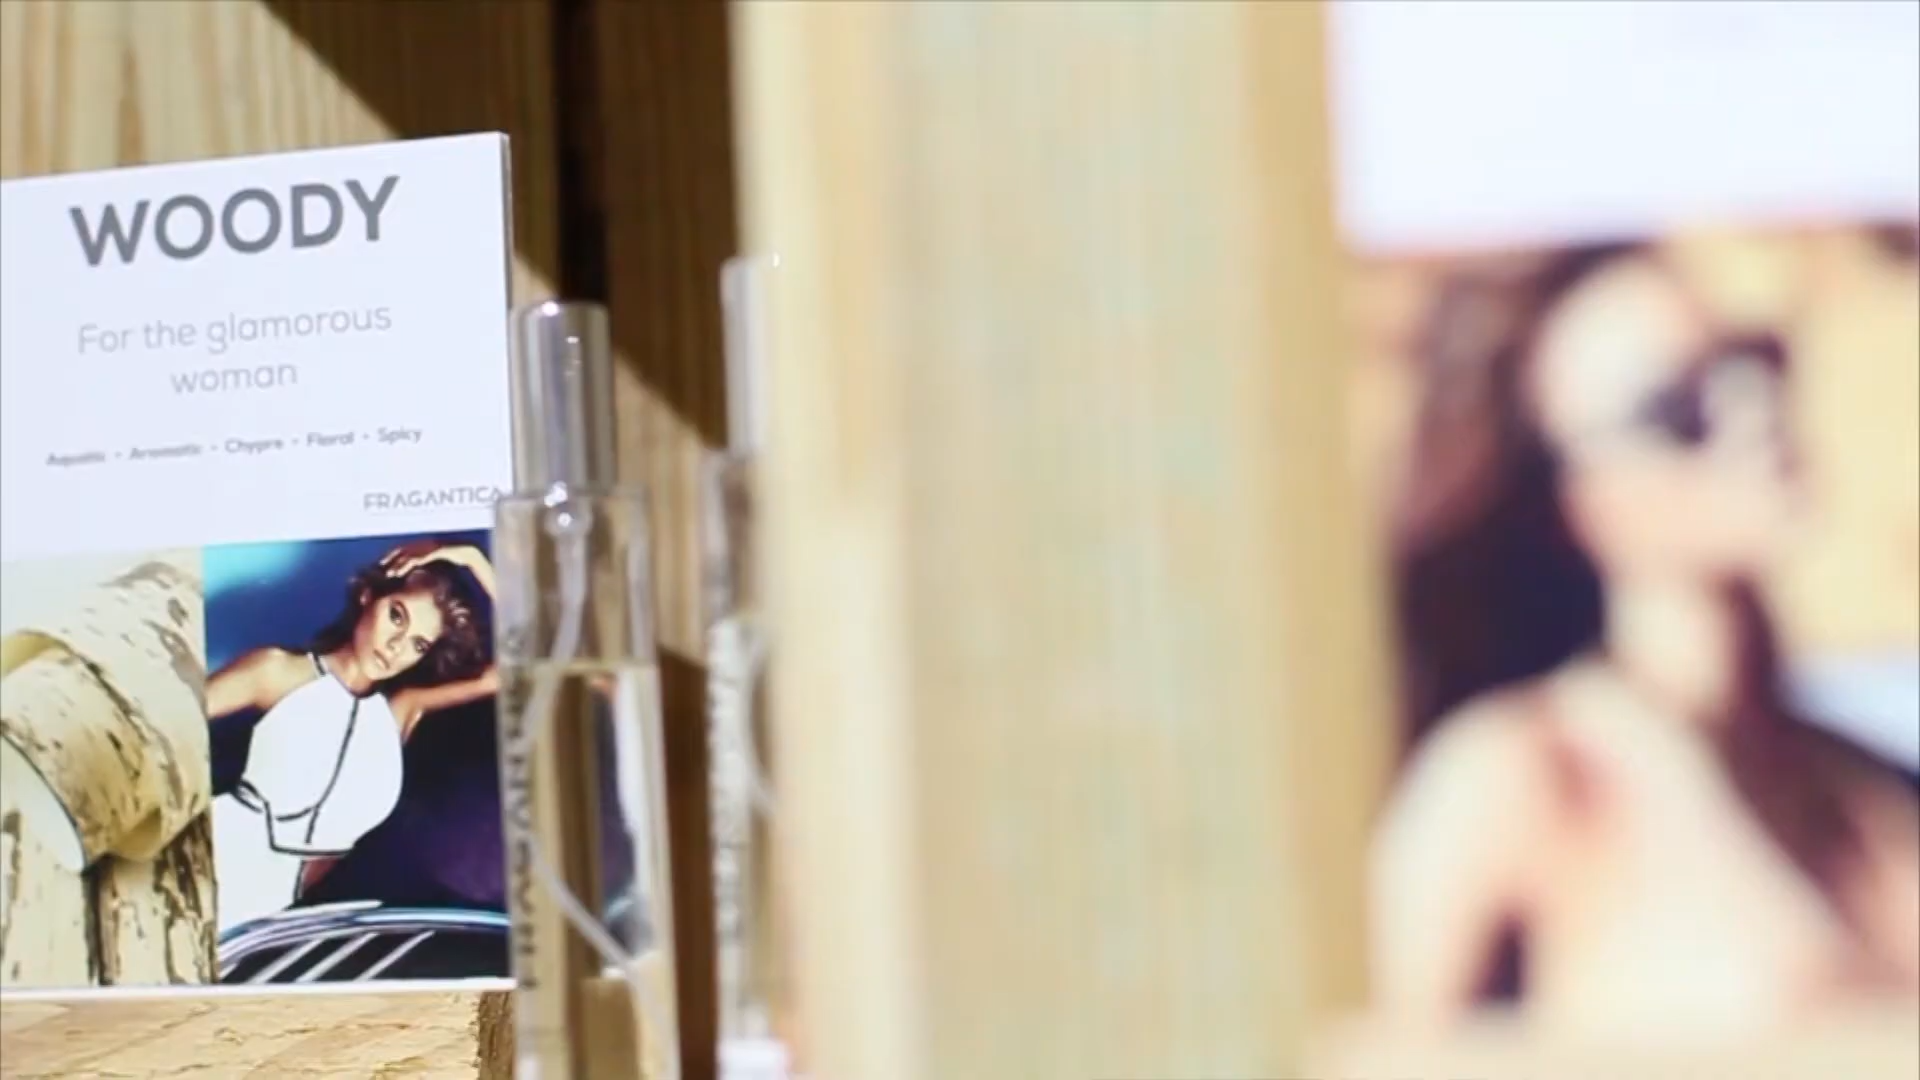 WOODY
For the glamorous
woman
Aquatic - Aromatic - Chypre - Floral - Spicy
FRAGANTICA